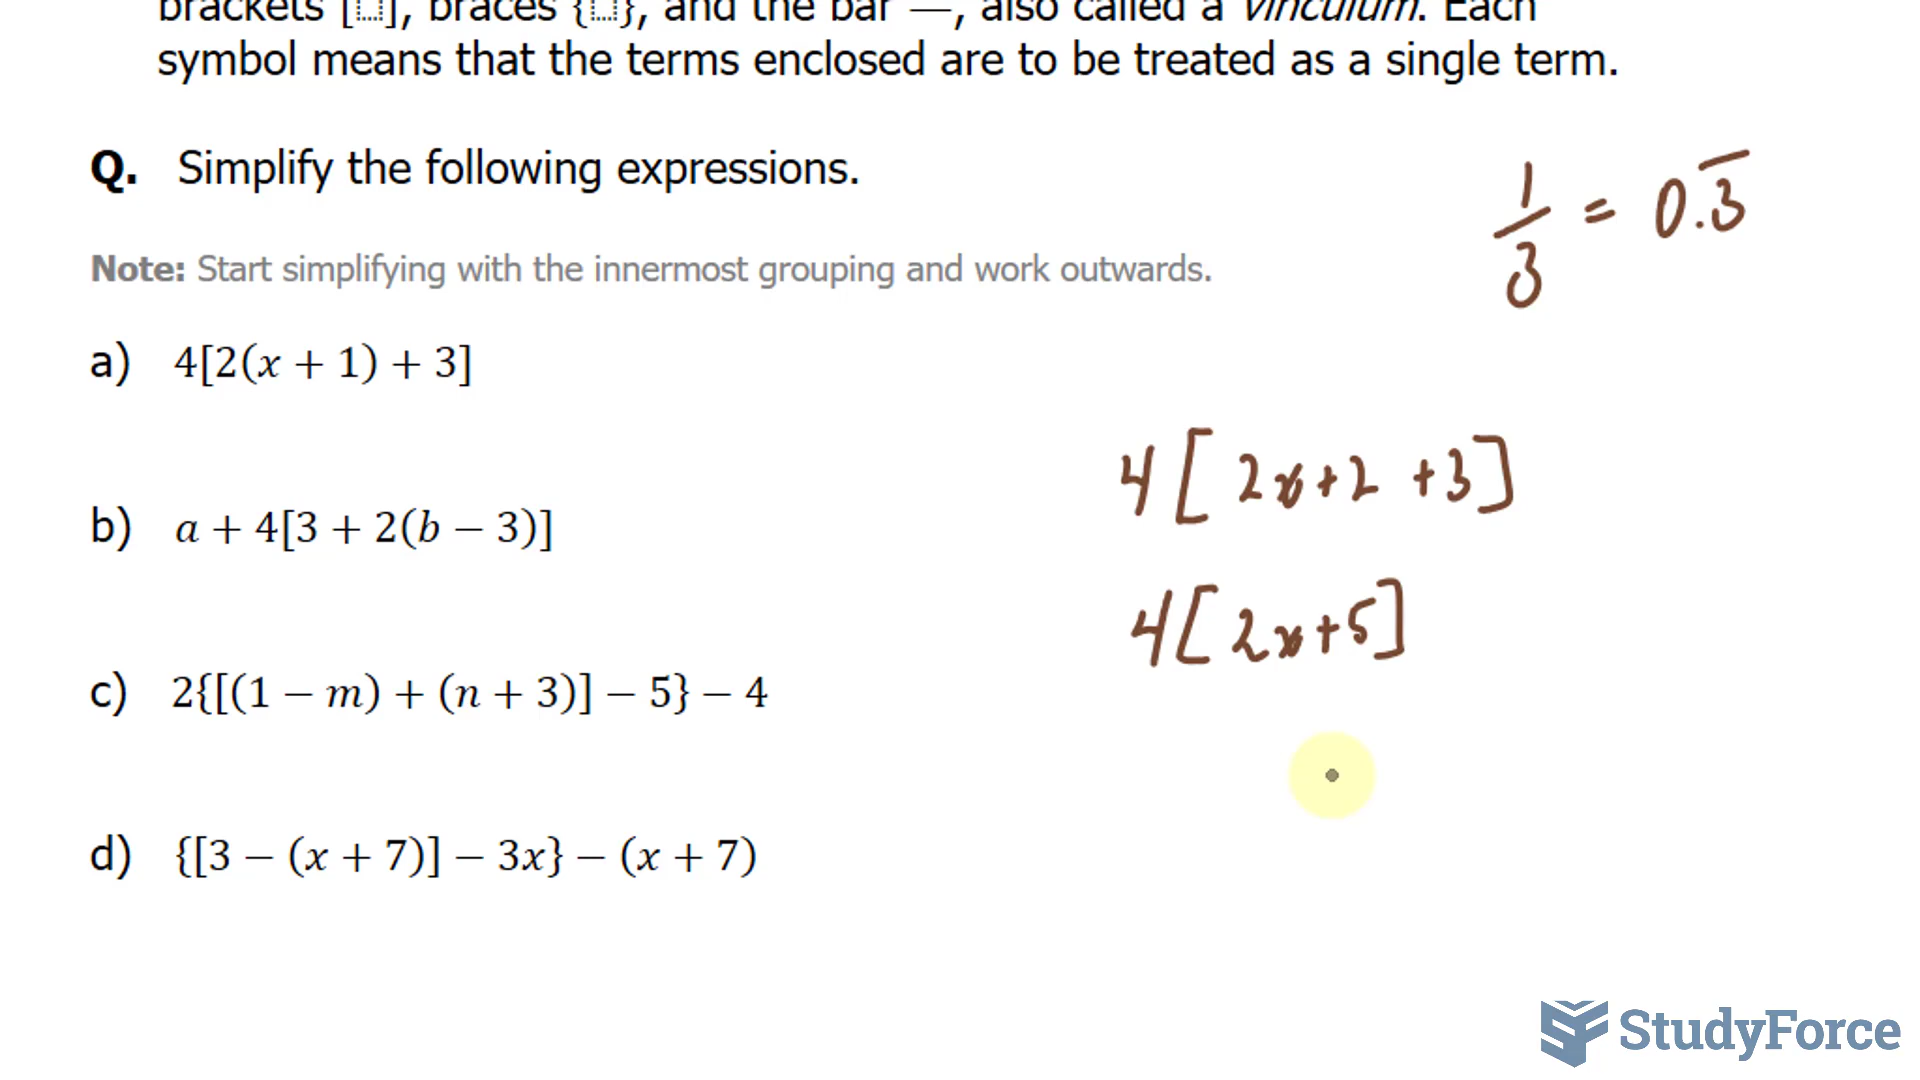 brackets [⬚], braces {⬚}, and the bar —, also called a vinculum. Each
symbol means that the terms enclosed are to be treated as a single term.
Q. Simplify the following expressions.
1/3 = 0.3̅
Note: Start simplifying with the innermost grouping and work outwards.
a) 4[2(x + 1) + 3]
4[2x+2 +3]
b) a + 4[3 + 2(b − 3)]
4[2x+5]
c) 2{[(1 − m) + (n + 3)] − 5} − 4
d) {[3 − (x + 7)] − 3x} − (x + 7)
StudyForce